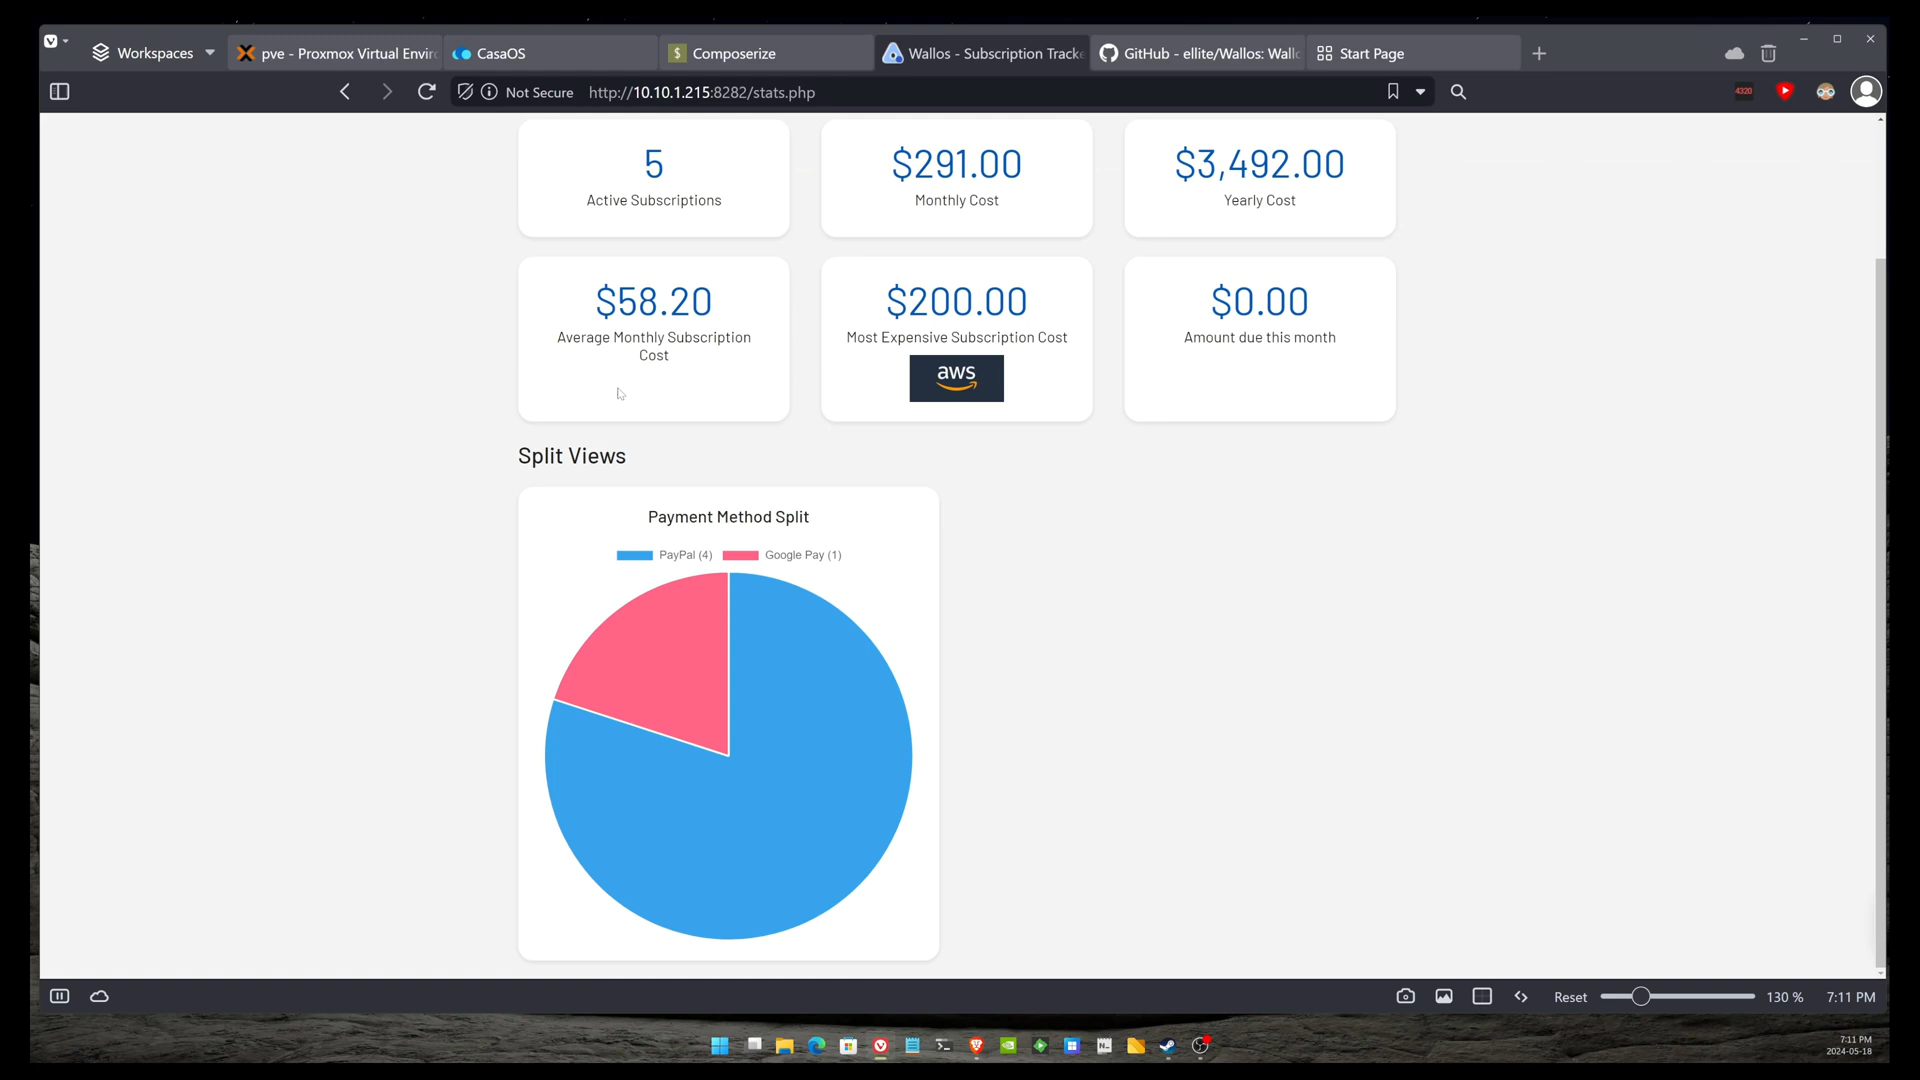 Workspaces
pve - Proxmox Virtual Envir
CasaOS
$ Composerize
Wallos - Subscription Tracke
GitHub - ellite/Wallos: Wallo
Start Page
Not Secure
http://10.10.1.215:8282/stats.php
4320
5
Active Subscriptions
$291.00
Monthly Cost
$3,492.00
Yearly Cost
$58.20
Average Monthly Subscription
Cost
$200.00
Most Expensive Subscription Cost
aws
$0.00
Amount due this month
Split Views
Payment Method Split
PayPal (4)
Google Pay (1)
Reset
130 %
7:11 PM
7:11 PM
2024-05-18